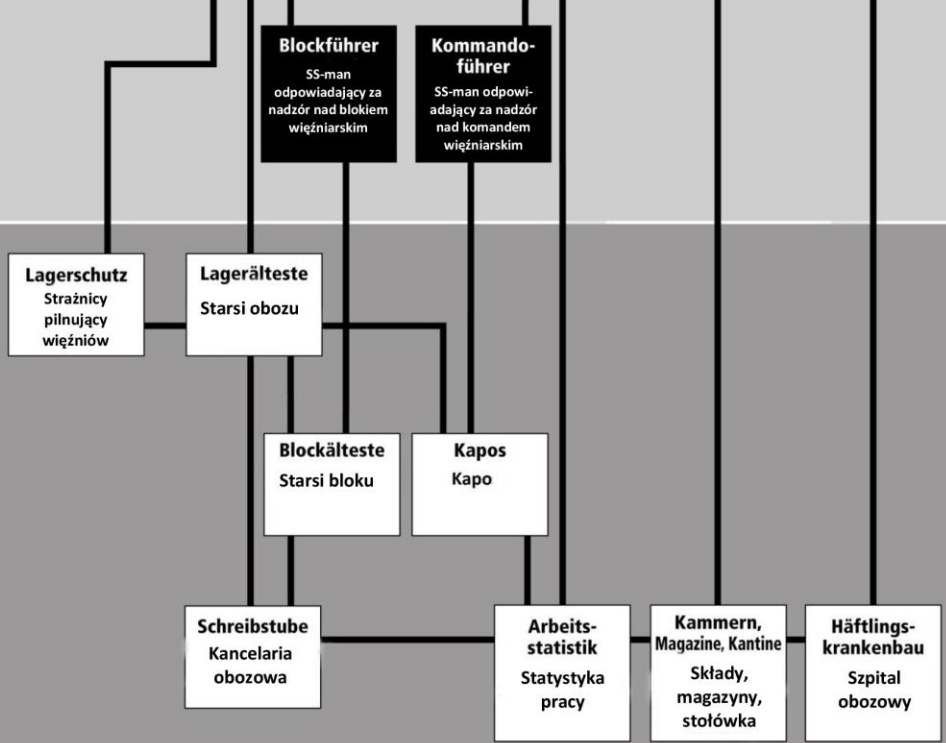 Blockführer
SS-man
odpowiadający za
nadzór nad blokiem
więźniarskim
Kommando-
führer
SS-man odpowi-
adający za nadzór
nad komandem
więźniarskim
Lagerschutz
Strażnicy
pilnujący
więźniów
Lagerälteste
Starsi obozu
Blockälteste
Starsi bloku
Kapos
Kapo
Schreibstube
Kancelaria
obozowa
Arbeits-
statistik
Statystyka
pracy
Kammern,
Magazine, Kantine
Składy,
magazyny,
stołówka
Häftlings-
krankenbau
Szpital
obozowy